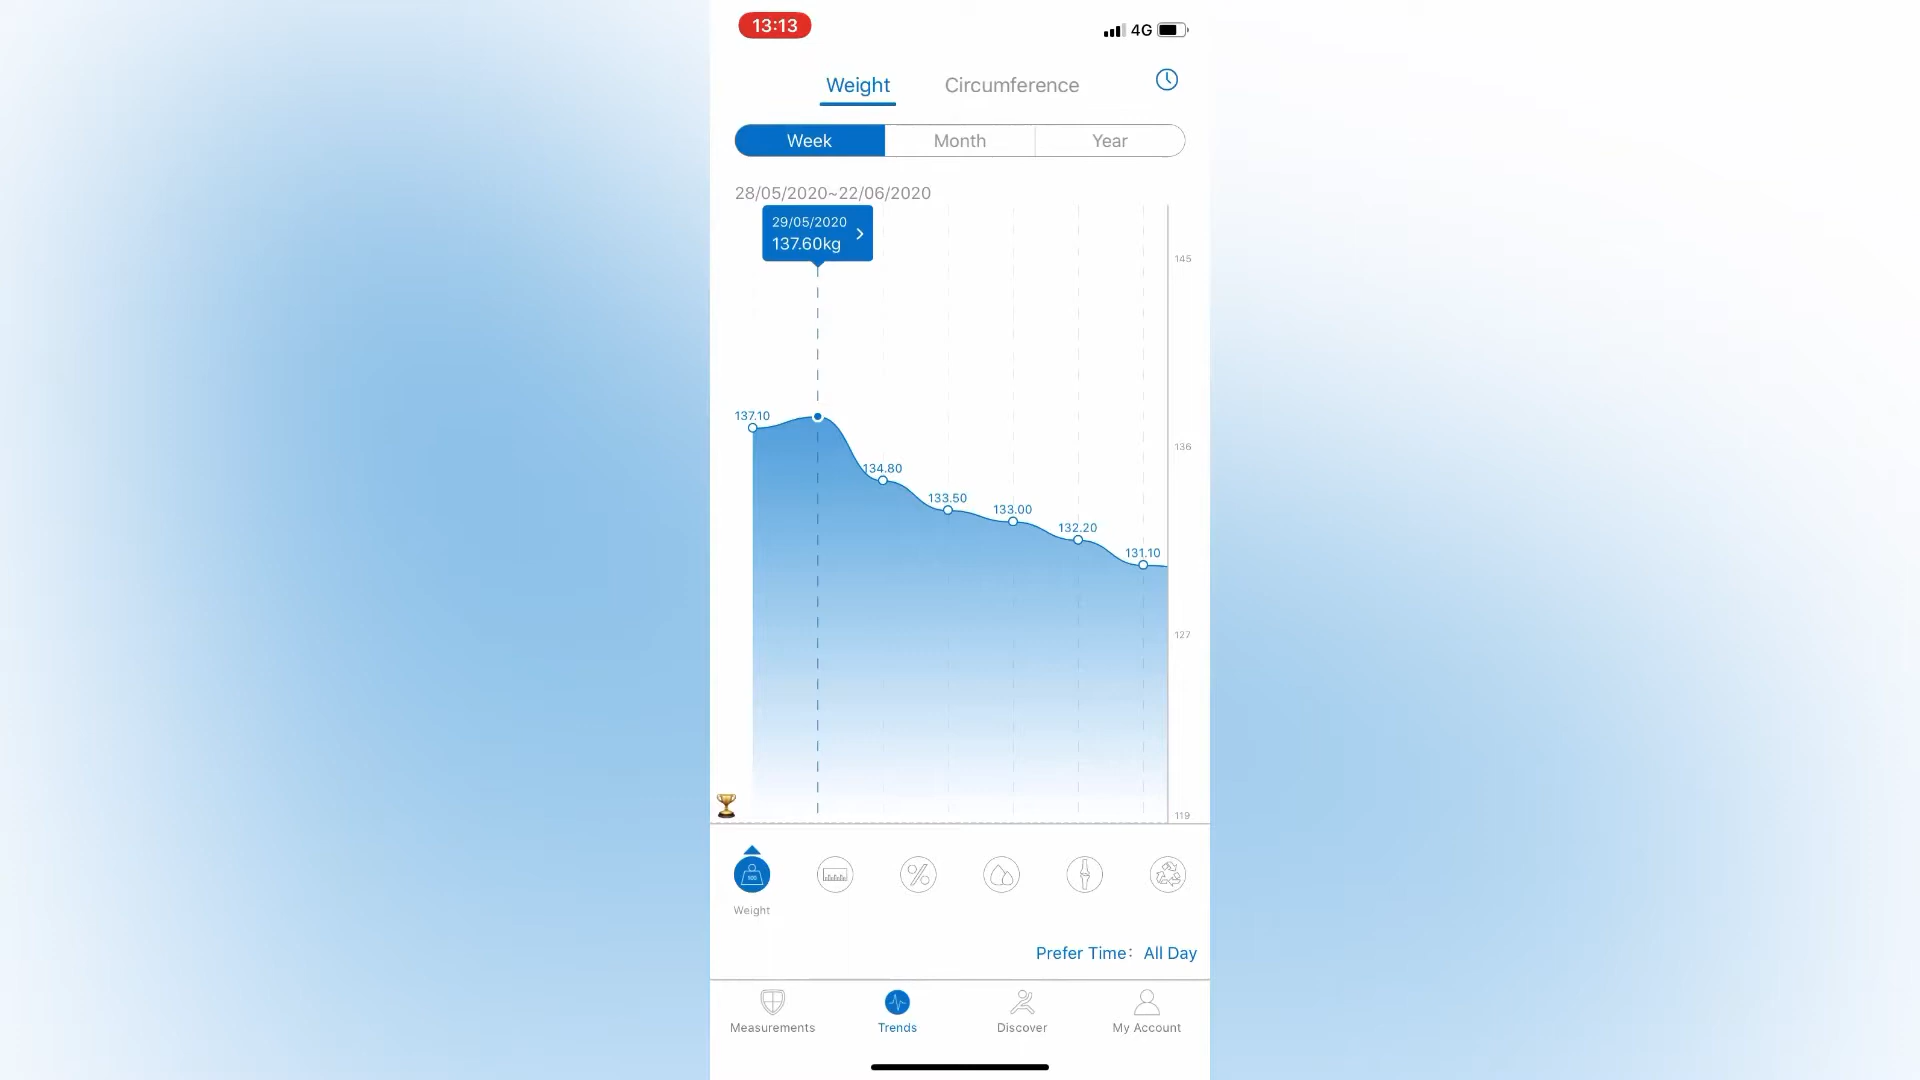 13:13
4G
Weight
Circumference
Week
Month
Year
28/05/2020~22/06/2020
29/05/2020
137.60kg
145
137.10
136
134.80
133.50
133.00
132.20
131.10
127
119
Weight
Prefer Time: All Day
Measurements
Trends
Discover
My Account